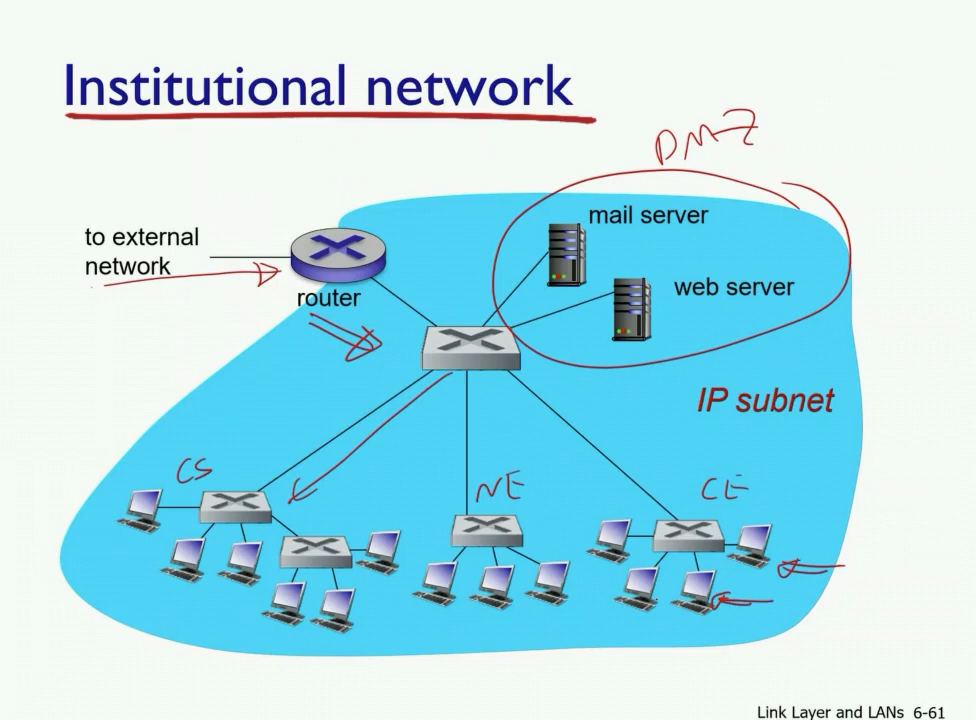 Institutional network
DMZ
mail server
to external
network
web server
router
IP subnet
CS
NE
CE
Link Layer and LANs 6-61